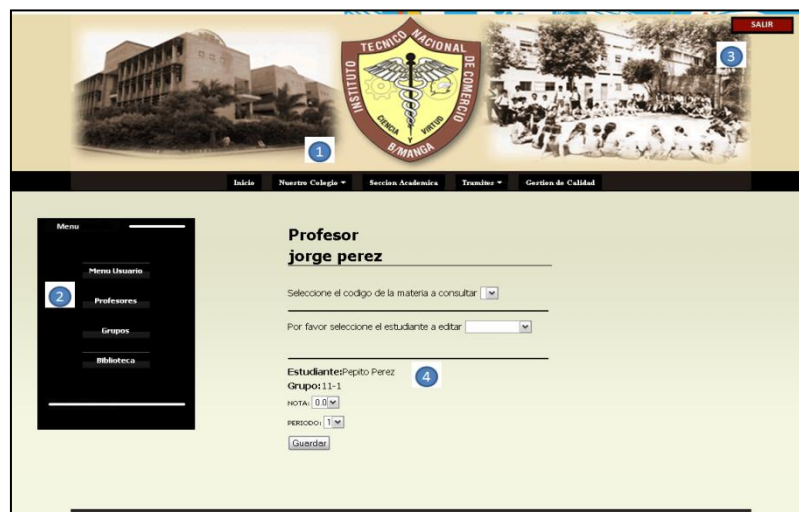 SALIR
3
INSTITUTO TECNICO NACIONAL DE COMERCIO
CIENCIA Y VIRTUD
B/MANGA
1
Inicio Nuestro Colegio Seccion Academica Tramites Gestion de Calidad
Menu
Menu Usuario
2
Profesores
Grupos
Biblioteca
Profesor
jorge perez
Seleccione el codigo de la materia a consultar
Por favor seleccione el estudiante a editar
Estudiante:Pepito Perez
4
Grupo:11-1
NOTA: 0.0
PERIODO: 1
Guardar